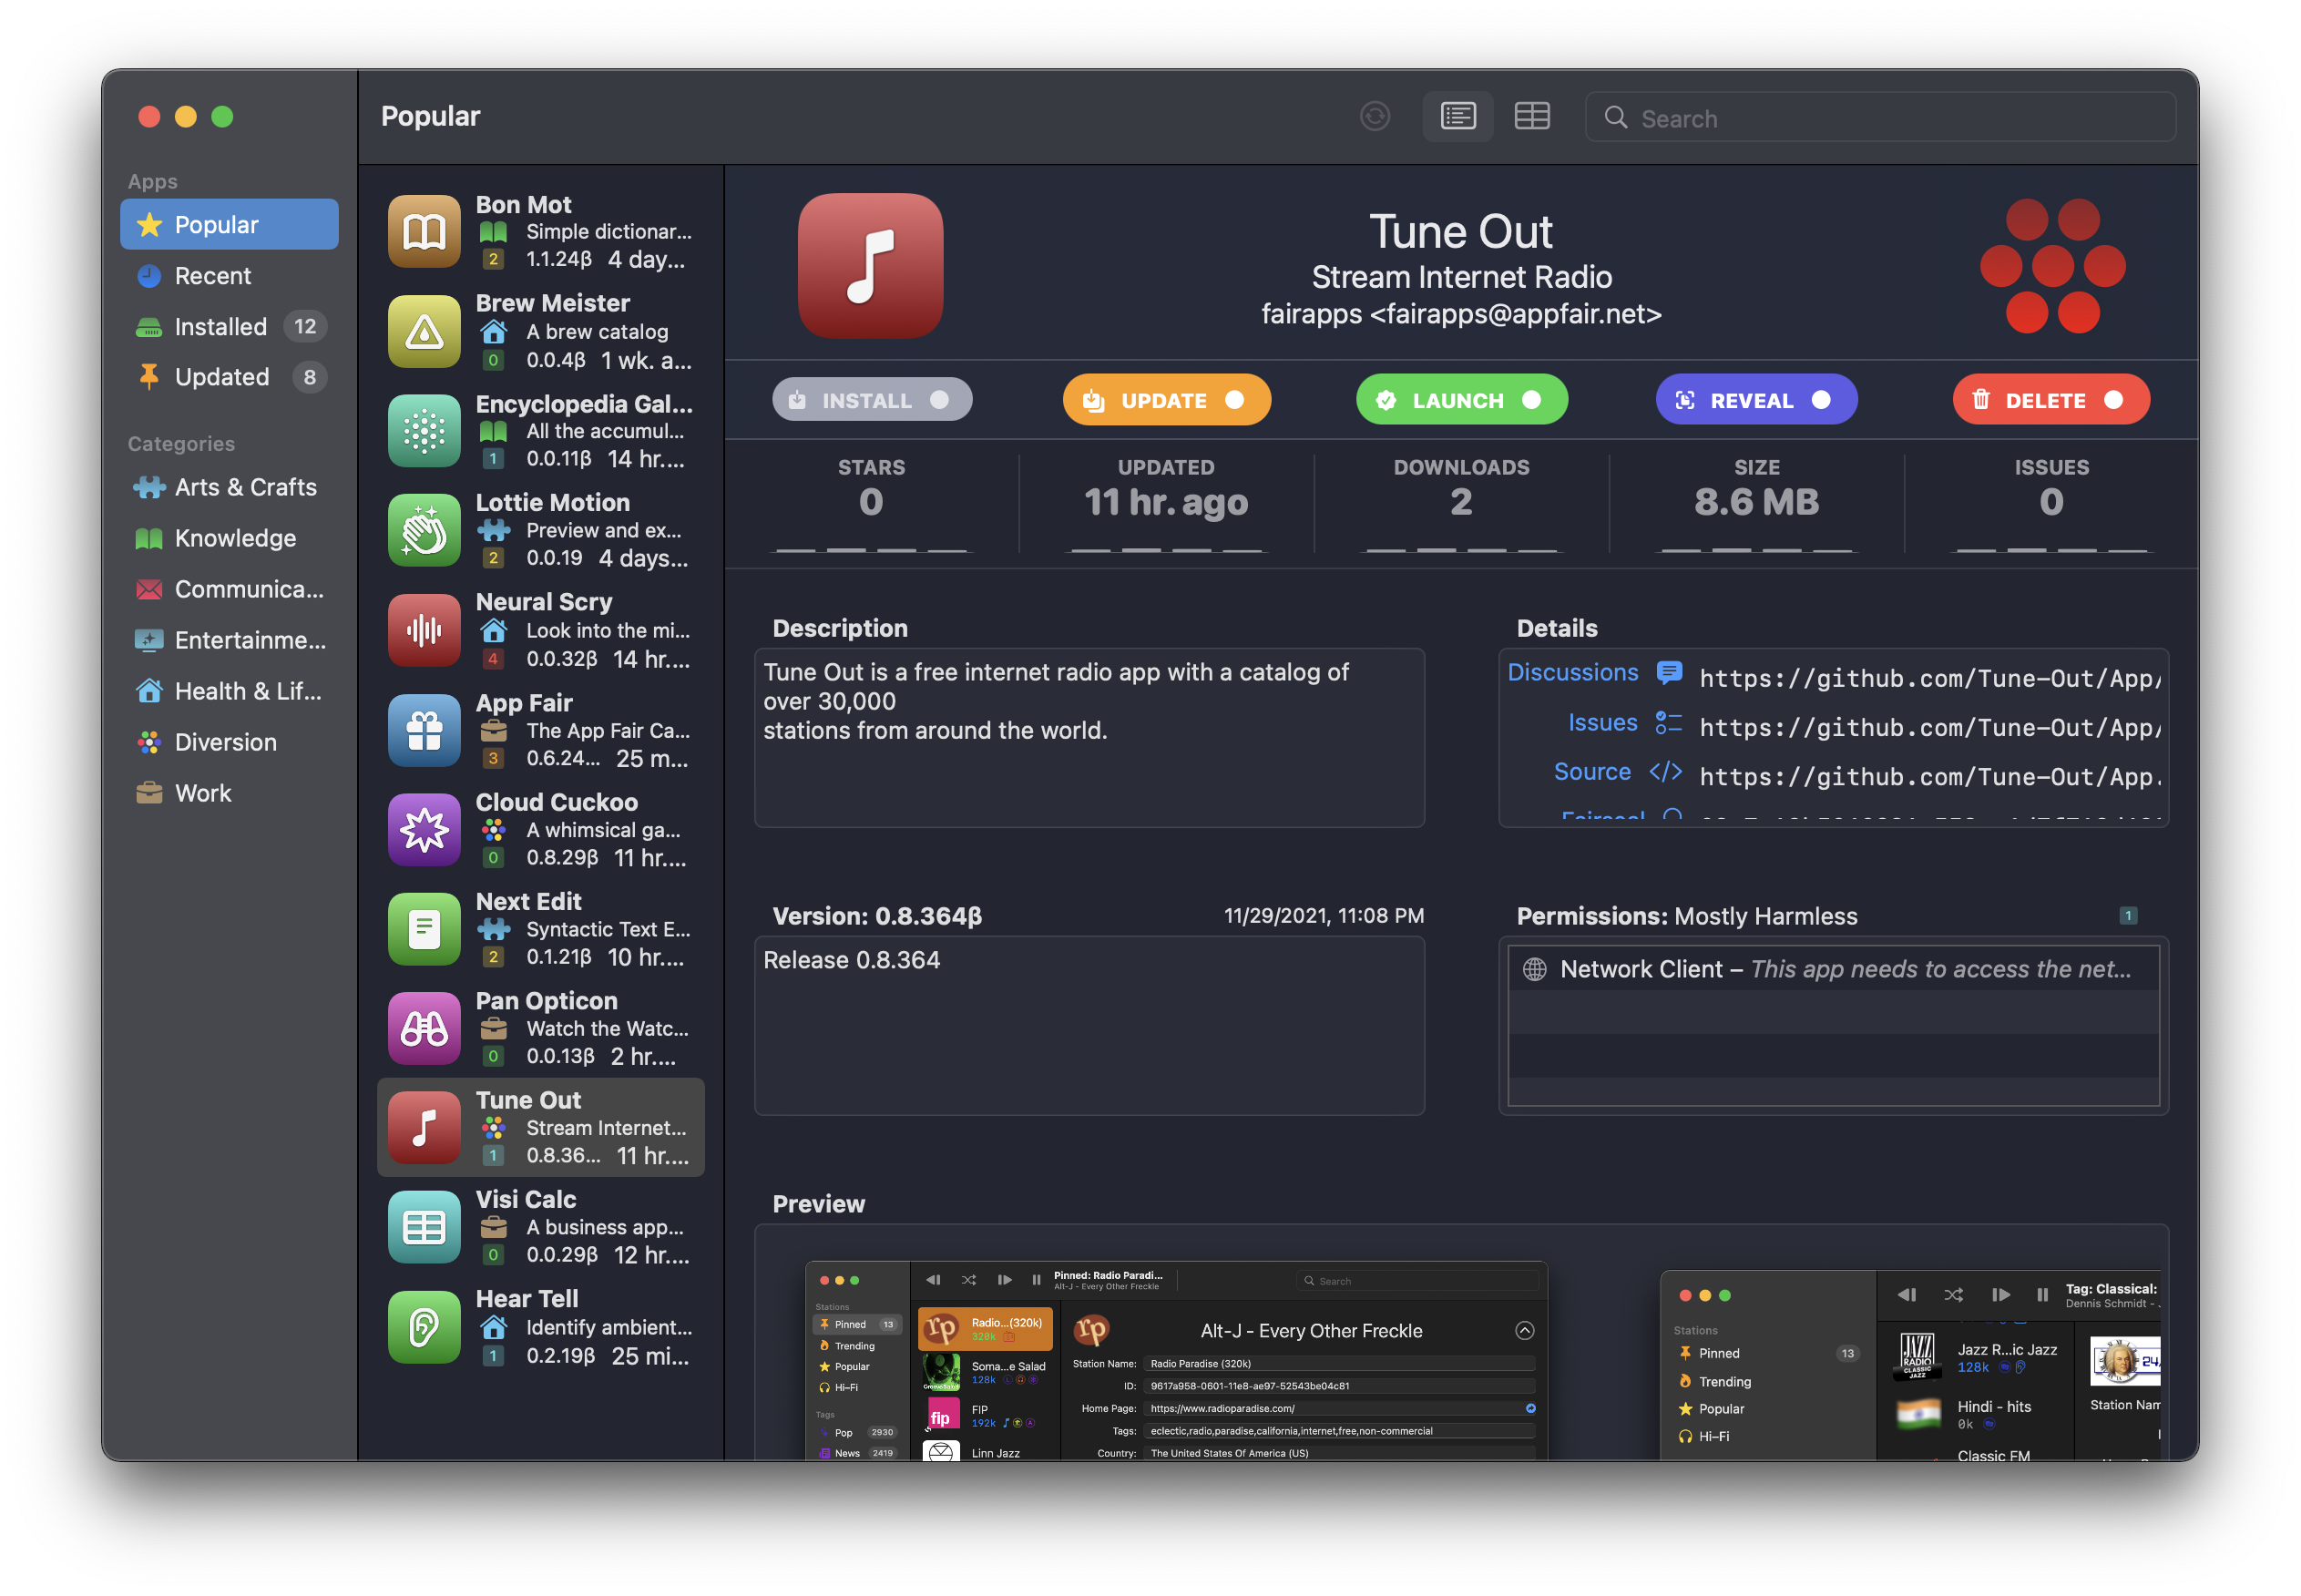 Popular
Search
Apps
Popular
Recent
Installed 12
Updated 8
Categories
Arts & Crafts
Knowledge
Communica...
Entertainme...
Health & Lif...
Diversion
Work
Bon Mot
Simple dictionar...
2 1.1.24β 4 day...
Brew Meister
A brew catalog
0 0.0.4β 1 wk. a...
Encyclopedia Gal...
All the accumul...
1 0.0.11β 14 hr....
Lottie Motion
Preview and ex...
2 0.0.19 4 days...
Neural Scry
Look into the mi...
4 0.0.32β 14 hr....
App Fair
The App Fair Ca...
3 0.6.24... 25 m...
Cloud Cuckoo
A whimsical ga...
0 0.8.29β 11 hr....
Next Edit
Syntactic Text E...
2 0.1.21β 10 hr....
Pan Opticon
Watch the Watc...
0 0.0.13β 2 hr....
Tune Out
Stream Internet...
1 0.8.36... 11 hr....
Visi Calc
A business app...
0 0.0.29β 12 hr....
Hear Tell
Identify ambient...
1 0.2.19β 25 mi...
Tune Out
Stream Internet Radio
fairapps <fairapps@appfair.net>
INSTALL UPDATE LAUNCH REVEAL DELETE
STARS UPDATED DOWNLOADS SIZE ISSUES
0 11 hr. ago 2 8.6 MB 0
Description
Tune Out is a free internet radio app with a catalog of
over 30,000
stations from around the world.
Details
Discussions https://github.com/Tune-Out/App/
Issues https://github.com/Tune-Out/App/
Source </> https://github.com/Tune-Out/App.
Fairseal
Version: 0.8.364β 11/29/2021, 11:08 PM
Release 0.8.364
Permissions: Mostly Harmless 1
Network Client – This app needs to access the net...
Preview
Pinned: Radio Paradi...
Alt-J - Every Other Freckle
Search
Stations
Pinned 13
Trending
Popular
Hi-Fi
Tags
Pop 2930
News 2419
rp Radio...(320k)
320k
Soma...e Salad
128k
fip FIP
192k
Linn Jazz
rp Alt-J - Every Other Freckle
Station Name: Radio Paradise (320k)
ID: 9617a958-0601-11e8-ae97-52543be04c81
Home Page: https://www.radioparadise.com/
Tags: eclectic,radio,paradise,california,internet,free,non-commercial
Country: The United States Of America (US)
Tag: Classical:
Dennis Schmidt -
Stations
Pinned 13
Trending
Popular
Hi-Fi
JAZZ RADIO CLASSIC JAZZ
Jazz R...ic Jazz
128k
Hindi - hits
0k
Classic FM
24
Station Nam